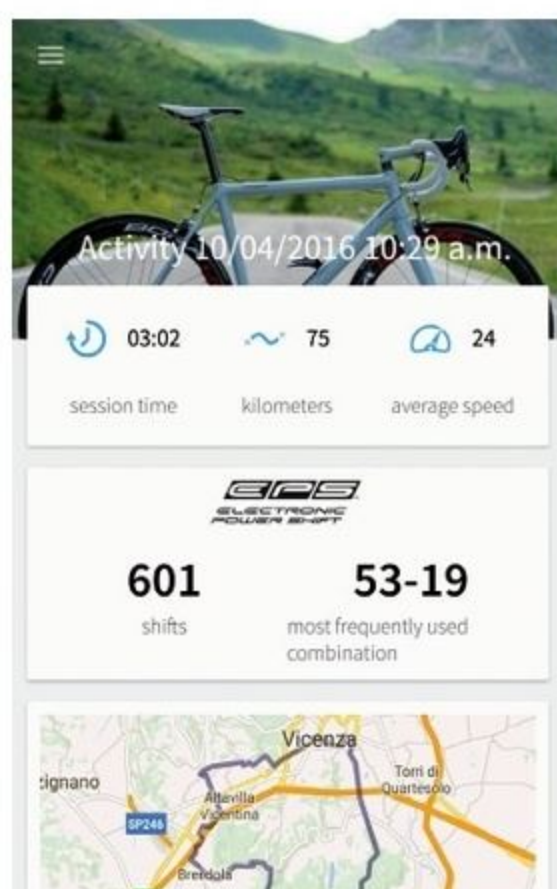 Activity 10/04/2016 10:29 a.m.
03:02
75
24
session time
kilometers
average speed
EPS
ELECTRONIC
POWER SHIFT
601
53-19
shifts
most frequently used
combination
Vicenza
zignano
Torri di
Quartesolo
Altavilla
Vicentina
SP246
Brendola